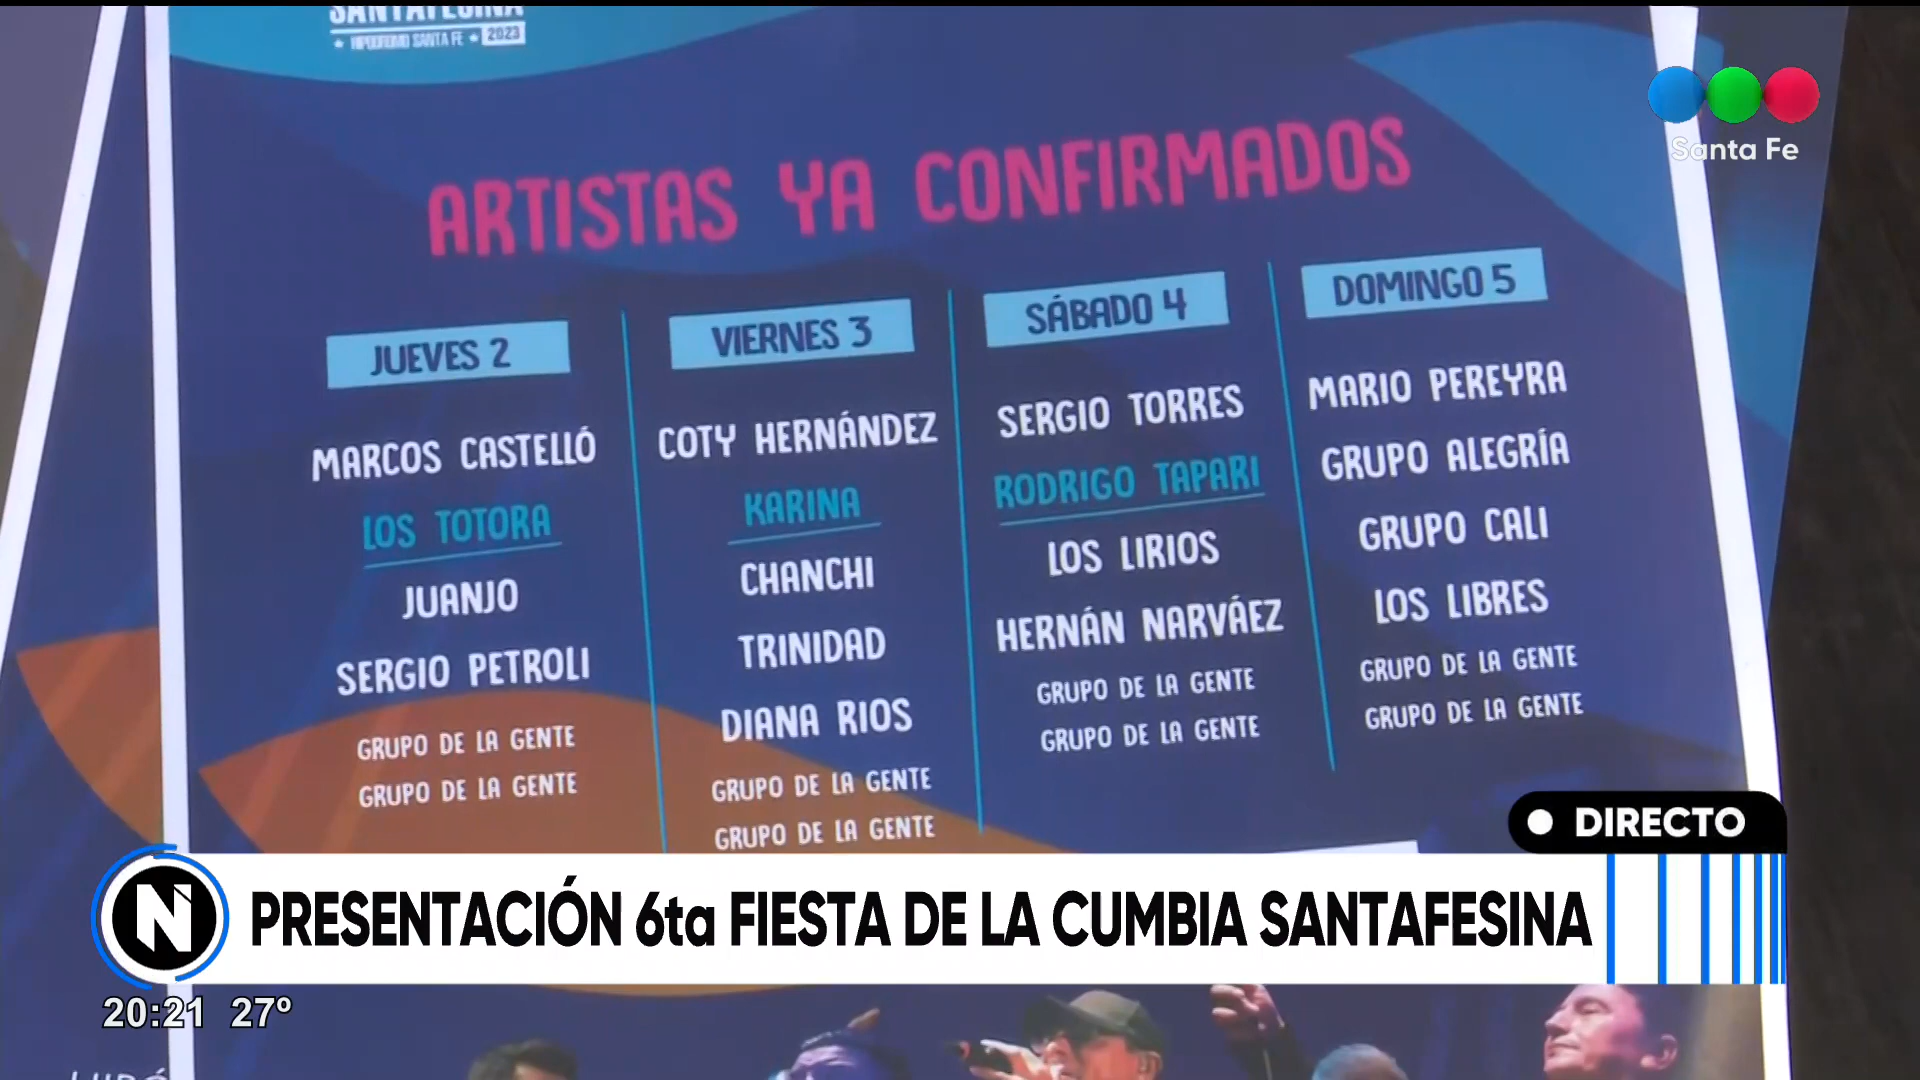 SANTAFESINA
HIPÓDROMO SANTA FE 2023
Santa Fe
ARTISTAS YA CONFIRMADOS
JUEVES 2
MARCOS CASTELLÓ
LOS TOTORA
JUANJO
SERGIO PETROLI
GRUPO DE LA GENTE
GRUPO DE LA GENTE
VIERNES 3
COTY HERNÁNDEZ
KARINA
CHANCHI
TRINIDAD
DIANA RIOS
GRUPO DE LA GENTE
GRUPO DE LA GENTE
SÁBADO 4
SERGIO TORRES
RODRIGO TAPARI
LOS LIRIOS
HERNÁN NARVÁEZ
GRUPO DE LA GENTE
GRUPO DE LA GENTE
DOMINGO 5
MARIO PEREYRA
GRUPO ALEGRÍA
GRUPO CALI
LOS LIBRES
GRUPO DE LA GENTE
GRUPO DE LA GENTE
DIRECTO
N PRESENTACIÓN 6ta FIESTA DE LA CUMBIA SANTAFESINA
20:21 27º